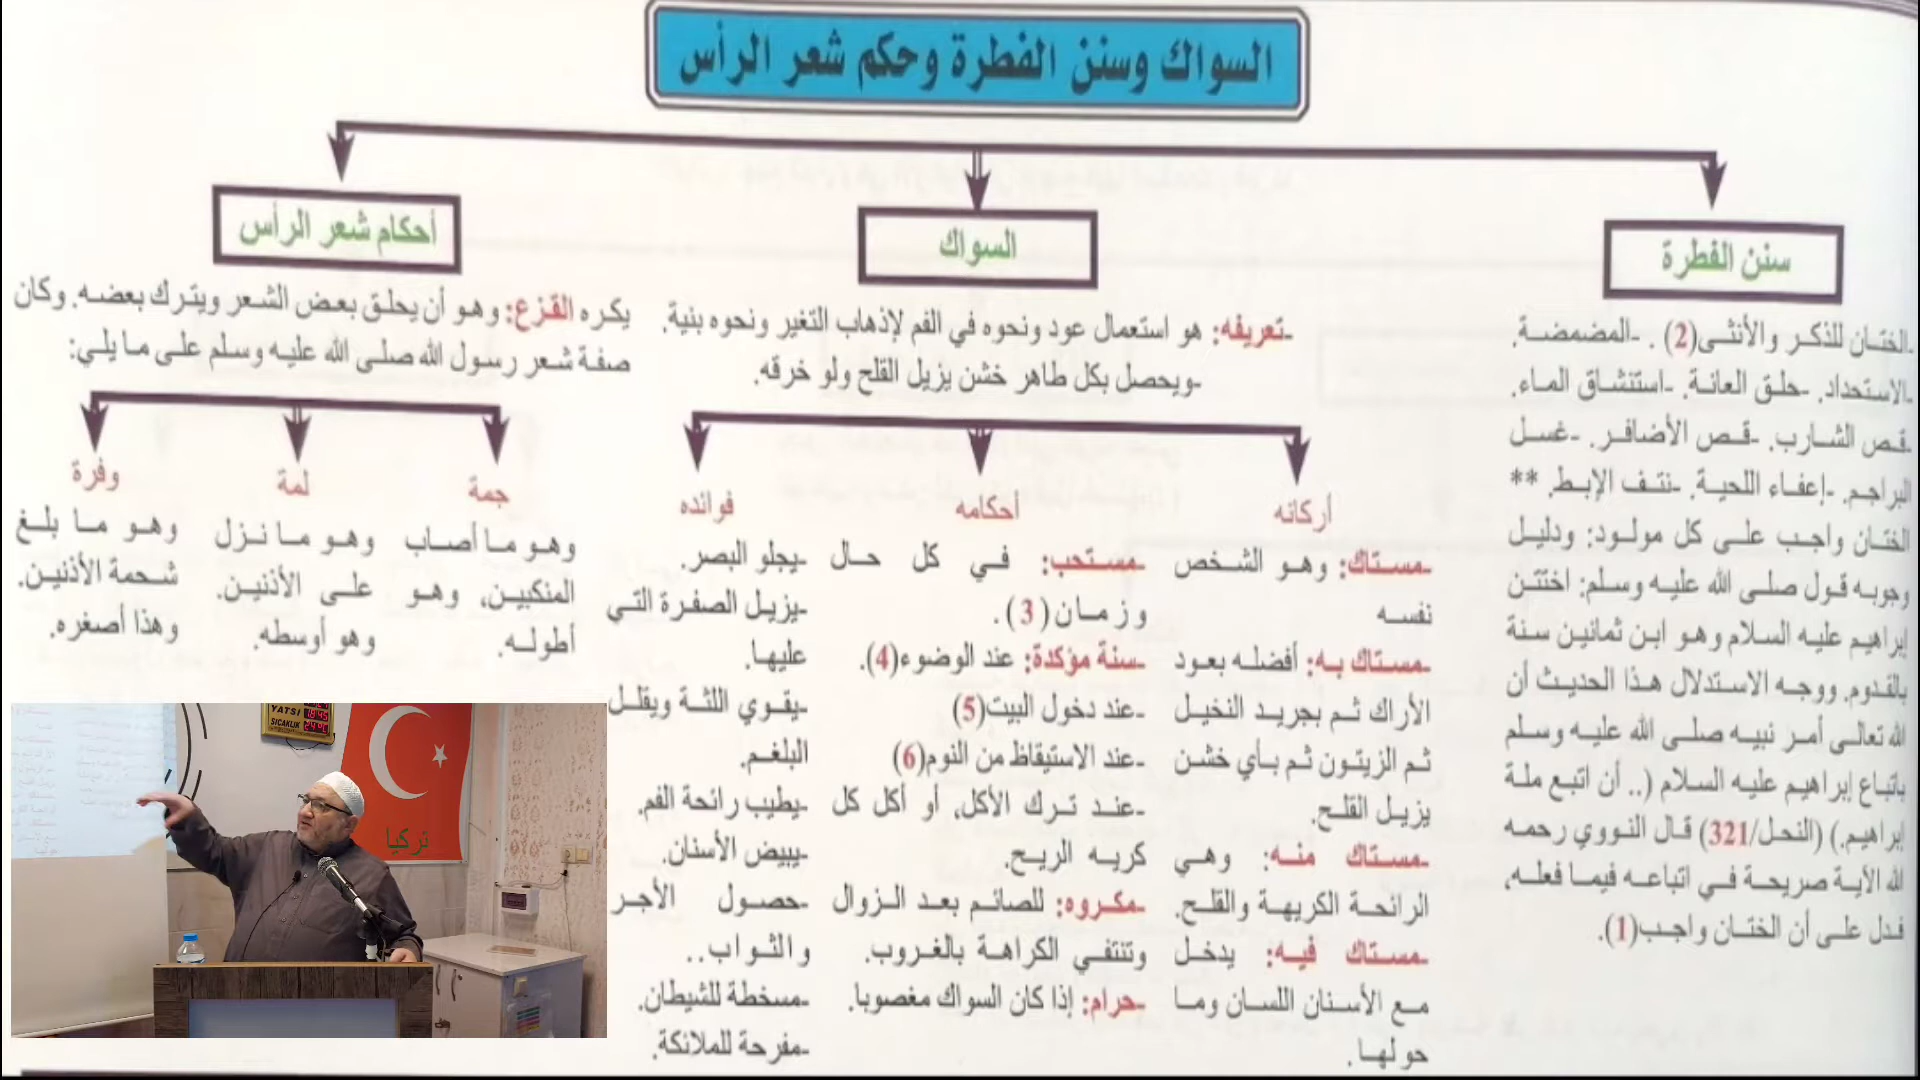 السواك وسنن الفطرة وحكم شعر الرأس
سنن الفطرة
-الختان للذكر والأنثى(2) . -المضمضة.
-الاستحداد. -حلق العانة. -استنشاق الماء.
-قص الشارب. -قص الأضافر. -غسل
البراجم. -إعفاء اللحية. -نتف الإبط. **
الختان واجب على كل مولود: ودليل
وجوبه قول صلى الله عليه وسلم: اختتن
إبراهيم عليه السلام وهو ابن ثمانين سنة
بالقدوم. ووجه الاستدلال هذا الحديث أن
الله تعالى أمر نبيه صلى الله عليه وسلم
باتباع إبراهيم عليه السلام (.. أن اتبع ملة
إبراهيم.) (النحل/321) قال النووي رحمه
الله الآية صريحة في اتباعه فيما فعله،
فدل على أن الختان واجب(1).
السواك
-تعريفه: هو استعمال عود ونحوه في الفم لإذهاب التغير ونحوه بنية.
-ويحصل بكل طاهر خشن يزيل القلح ولو خرقه.
أركانه
-مستاك: وهو الشخص
نفسه
-مستاك به: أفضله بعود
الأراك ثم بجريد النخيل
ثم الزيتون ثم بأي خشن
يزيل القلح.
-مستاك منه: وهي
الرائحة الكريهة والقلح.
-مستاك فيه: يدخل
مع الأسنان اللسان وما
حولها.
أحكامه
-مستحب: في كل حال
وزمان(3).
-سنة مؤكدة: عند الوضوء(4).
-عند دخول البيت(5)
-عند الاستيقاظ من النوم(6)
-عند ترك الأكل، أو أكل كل
كريه الريح.
-مكروه: للصائم بعد الزوال
وتنتفي الكراهة بالغروب.
-حرام: إذا كان السواك مغصوبا.
فوائده
-يجلو البصر.
-يزيل الصفرة التي
عليها.
-يقوي اللثة ويقلل
البلغم.
-يطيب رائحة الفم.
-يبيض الأسنان.
-حصول الأجر
والثواب..
-مسخطة للشيطان.
-مفرحة للملائكة.
أحكام شعر الرأس
يكره القزع: وهو أن يحلق بعض الشعر ويترك بعضه. وكان
صفة شعر رسول الله صلى الله عليه وسلم على ما يلي:
جمة
وهو ما أصاب
المنكبين، وهو
أطوله.
لمة
وهو ما نزل
على الأذنين.
وهو أوسطه.
وفرة
وهو ما بلغ
شحمة الأذنين.
وهذا أصغره.
YATSI
SICAKLIK
تركيا